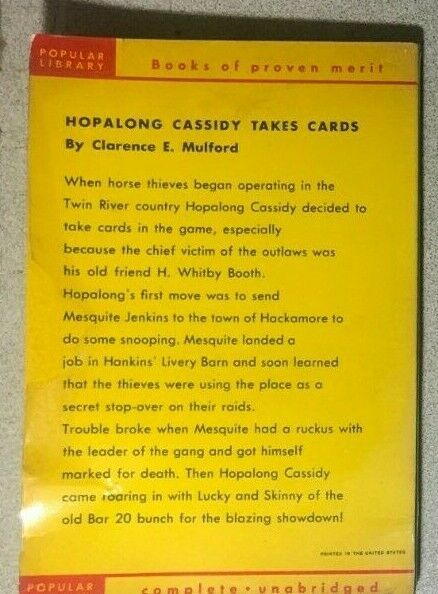 POPULAR
LIBRARY
Books of proven merit
HOPALONG CASSIDY TAKES CARDS
By Clarence E. Mulford
When horse thieves began operating in the
Twin River country Hopalong Cassidy decided to
take cards in the game, especially
because the chief victim of the outlaws was
his old friend H. Whitby Booth.
Hopalong's first move was to send
Mesquite Jenkins to the town of Hackamore to
do some snooping. Mesquite landed a
job in Hankins' Livery Barn and soon learned
that the thieves were using the place as a
secret stop-over on their raids.
Trouble broke when Mesquite had a ruckus with
the leader of the gang and got himself
marked for death. Then Hopalong Cassidy
came roaring in with Lucky and Skinny of the
old Bar 20 bunch for the blazing showdown!
PRINTED IN THE UNITED STATES
POPULAR
complete • unabridged